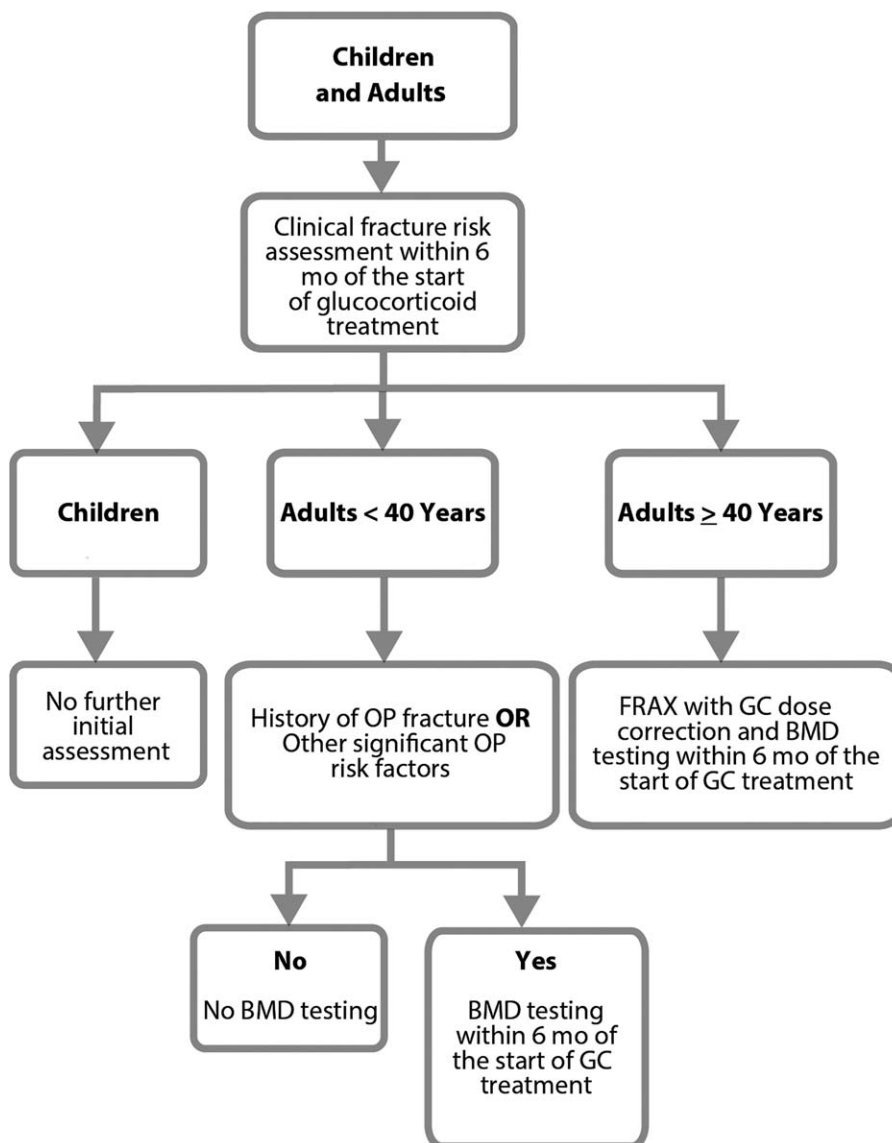 Children
and Adults
Clinical fracture risk
assessment within 6
mo of the start
of glucocorticoid
treatment
Children
Adults < 40 Years
Adults ≥ 40 Years
No further
initial
assessment
History of OP fracture OR
Other significant OP
risk factors
FRAX with GC dose
correction and BMD
testing within 6 mo of the
start of GC treatment
No
No BMD testing
Yes
BMD testing
within 6 mo of
the start of GC
treatment